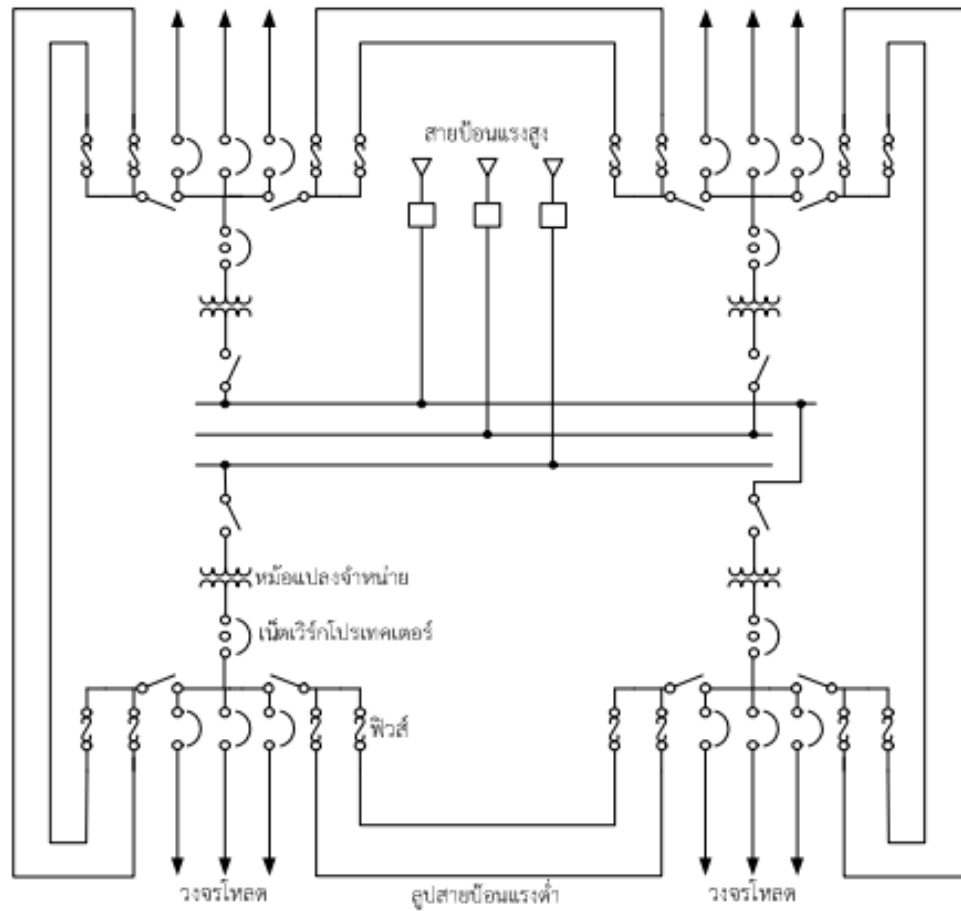 สายป้อนแรงสูง
หม้อแปลงจำหน่าย
เน็ตเวิร์กโปรเทคเตอร์
ฟิวส์
วงจรโหลด
ลูปสายป้อนแรงต่ำ
วงจรโหลด